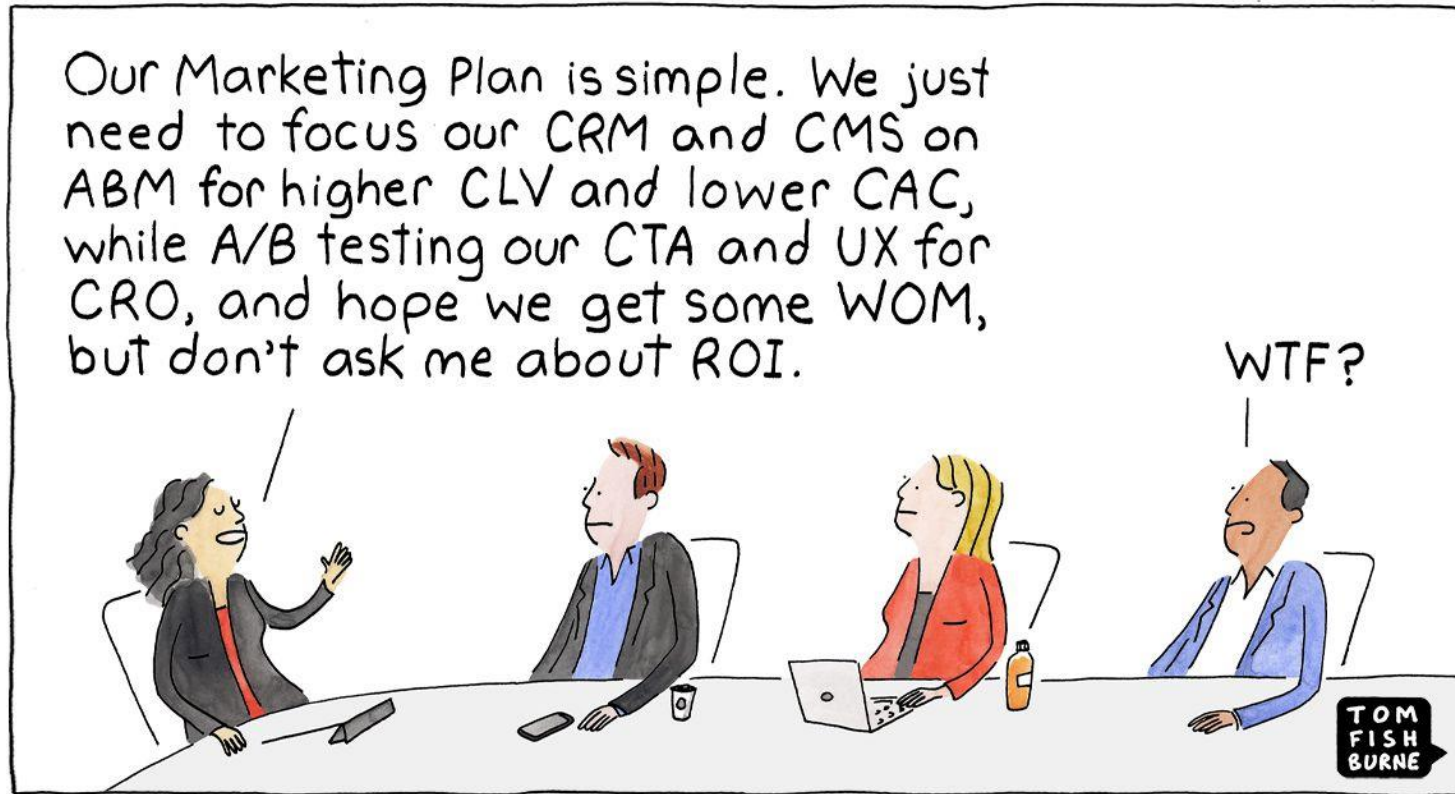 Our Marketing Plan is simple. We just
need to focus our CRM and CMS on
ABM for higher CLV and lower CAC,
while A/B testing our CTA and UX for
CRO, and hope we get some WOM,
but don't ask me about ROI.
WTF?
TOM
FISH
BURNE